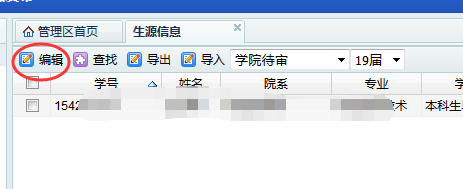 管理区首页 生源信息
编辑 查找 导出 导入 学院待审 19届
学号 姓名 院系 专业
1542 术 本科生